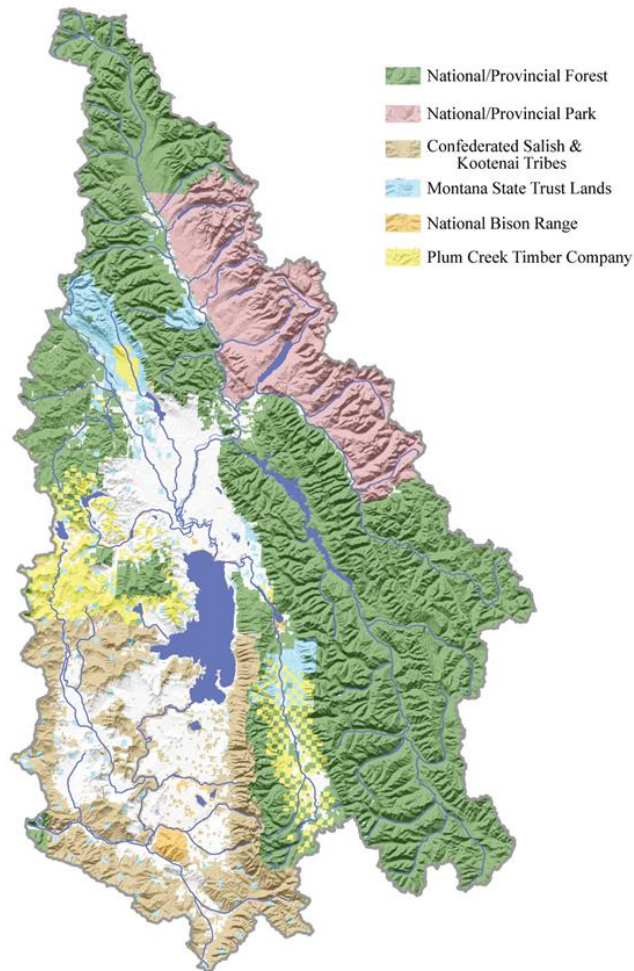 National/Provincial Forest
National/Provincial Park
Confederated Salish &
Kootenai Tribes
Montana State Trust Lands
National Bison Range
Plum Creek Timber Company